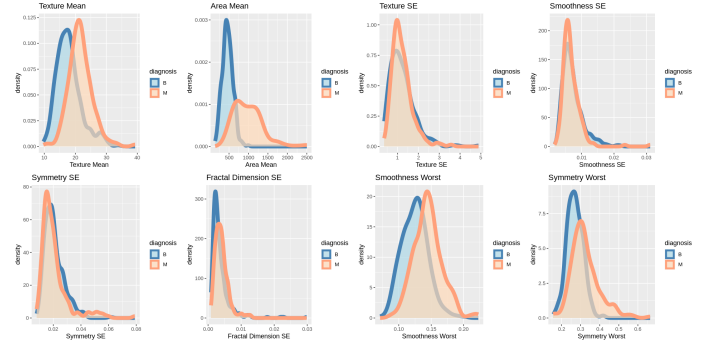 Texture Mean
0.125
0.100
0.075
0.050
0.025
0.000
density
10 20 30 40
Texture Mean
diagnosis
B
M
Area Mean
0.003
0.002
0.001
0.000
density
500 1000 1500 2000 2500
Area Mean
diagnosis
B
M
Texture SE
1.00
0.75
0.50
0.25
0.00
density
1 2 3 4 5
Texture SE
diagnosis
B
M
Smoothness SE
200
150
100
50
0
density
0.01 0.02 0.03
Smoothness SE
diagnosis
B
M
Symmetry SE
80
60
40
20
0
density
0.02 0.04 0.06 0.08
Symmetry SE
diagnosis
B
M
Fractal Dimension SE
300
200
100
0
density
0.00 0.01 0.02 0.03
Fractal Dimension SE
diagnosis
B
M
Smoothness Worst
20
15
10
5
0
density
0.10 0.15 0.20
Smoothness Worst
diagnosis
B
M
Symmetry Worst
7.5
5.0
2.5
0.0
density
0.2 0.3 0.4 0.5 0.6
Symmetry Worst
diagnosis
B
M